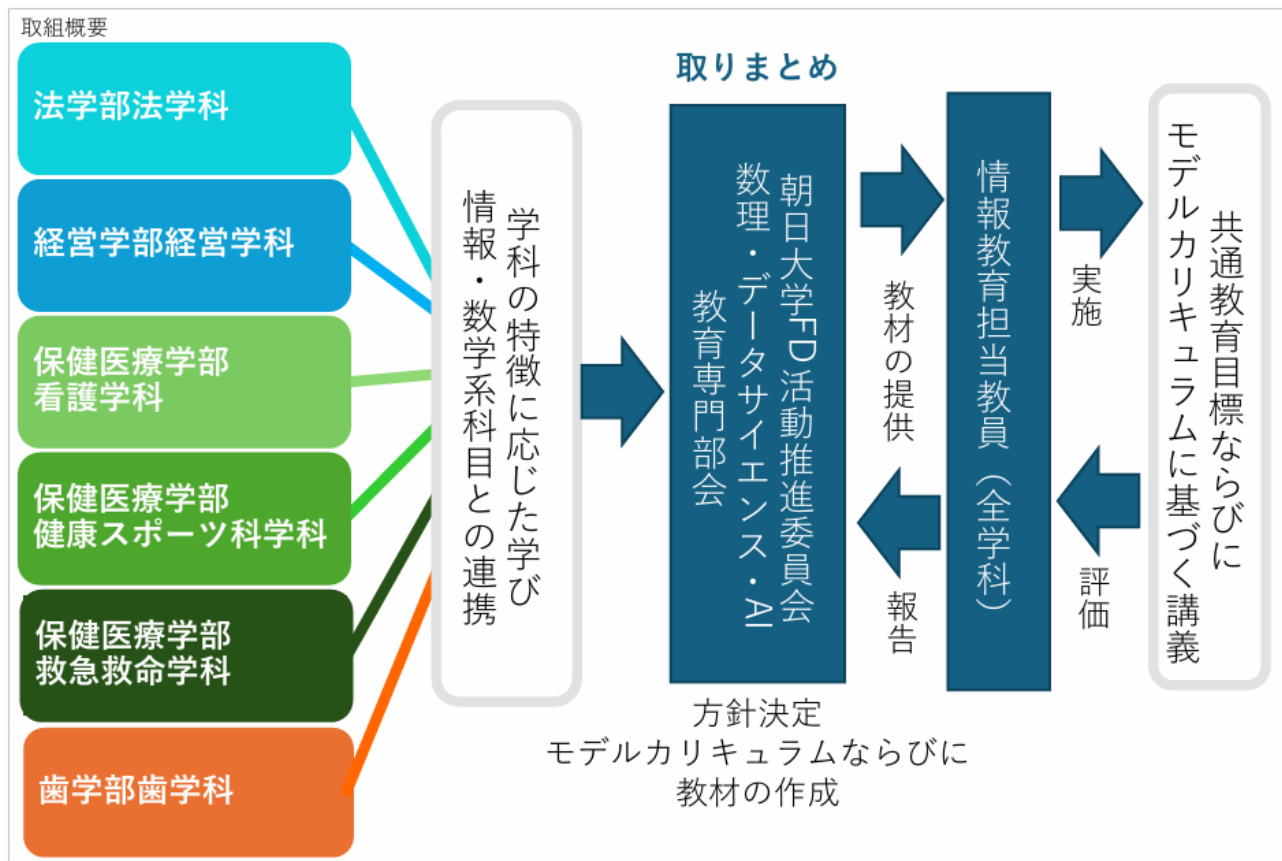 取組概要
法学部法学科
経営学部経営学科
保健医療学部
看護学科
保健医療学部
健康スポーツ科学科
保健医療学部
救急救命学科
歯学部歯学科
学科の特徴に応じた学び
情報・数学系科目との連携
取りまとめ
朝日大学FD活動推進委員会
数理・データサイエンス・AI
教育専門部会
方針決定
モデルカリキュラムならびに
教材の作成
教材の提供
報告
情報教育担当教員（全学科）
実施
評価
共通教育目標ならびに
モデルカリキュラムに基づく講義